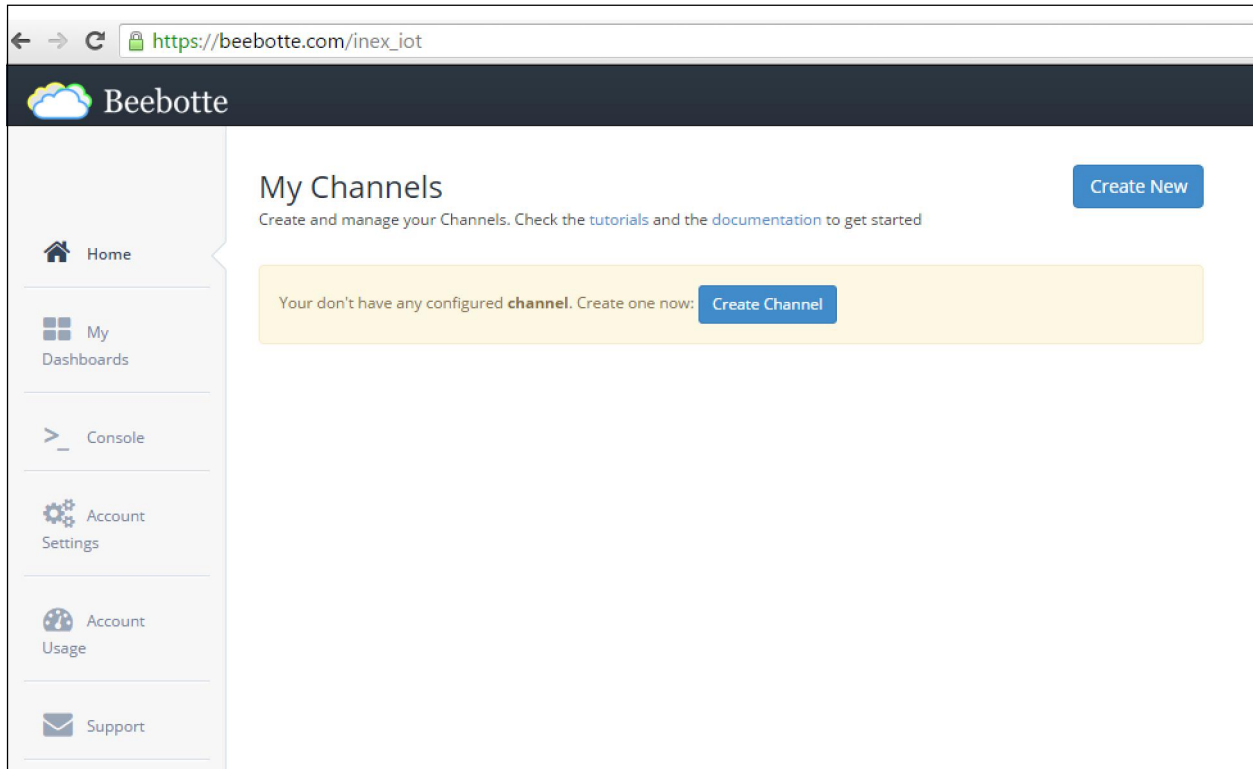 https://beebotte.com/inex_iot
Beebotte
My Channels
Create New
Create and manage your Channels. Check the tutorials and the documentation to get started
Home
Your don't have any configured channel. Create one now: Create Channel
My
Dashboards
>_ Console
Account
Settings
Account
Usage
Support